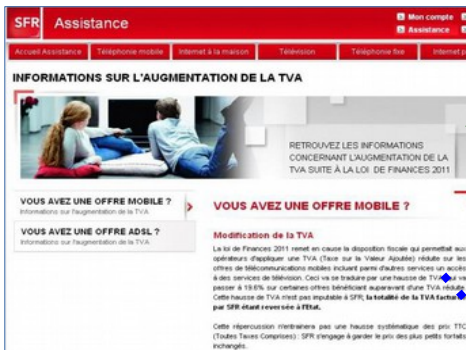 SFR Assistance
Mon compte
Assistance
Accueil Assistance Téléphonie mobile Internet à la maison Télévision Téléphonie fixe Internet
INFORMATIONS SUR L'AUGMENTATION DE LA TVA
RETROUVEZ LES INFORMATIONS
CONCERNANT L'AUGMENTATION DE LA
TVA SUITE À LA LOI DE FINANCES 2011
VOUS AVEZ UNE OFFRE MOBILE ?
Informations sur l'augmentation de la TVA
VOUS AVEZ UNE OFFRE ADSL ?
Informations sur l'augmentation de la TVA
VOUS AVEZ UNE OFFRE MOBILE ?
Modification de la TVA
La loi de Finances 2011 remet en cause la disposition fiscale qui permettait aux
opérateurs d'appliquer une TVA (Taxe sur la Valeur Ajoutée) réduite sur les
offres de télécommunications mobiles incluant parmi d'autres services un accès
à des services de télévision. Ceci va se traduire par une hausse de TVA qui va
passer à 19.6% sur certaines offres bénéficiant auparavant d'une TVA réduite.
Cette hausse de TVA n'est pas imputable à SFR, la totalité de la TVA facturée
par SFR étant reversée à l'État.
Cette répercussion n'entrainera pas une hausse systématique des prix TTC
(Toutes Taxes Comprises) : SFR s'engage à garder le prix des plus petits forfaits
inchangés.